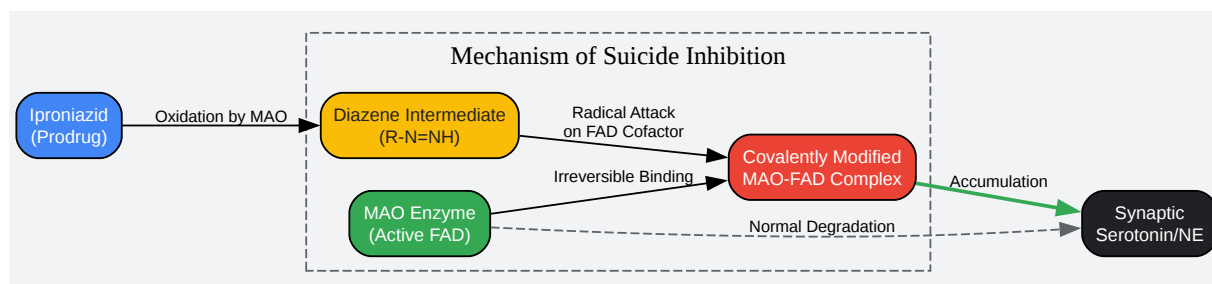 Mechanism of Suicide Inhibition
Iproniazid
(Prodrug)
Oxidation by MAO
Diazene Intermediate
(R-N=NH)
Radical Attack
on FAD Cofactor
Covalently Modified
MAO-FAD Complex
Irreversible Binding
MAO Enzyme
(Active FAD)
Normal Degradation
Accumulation
Synaptic
Serotonin/NE